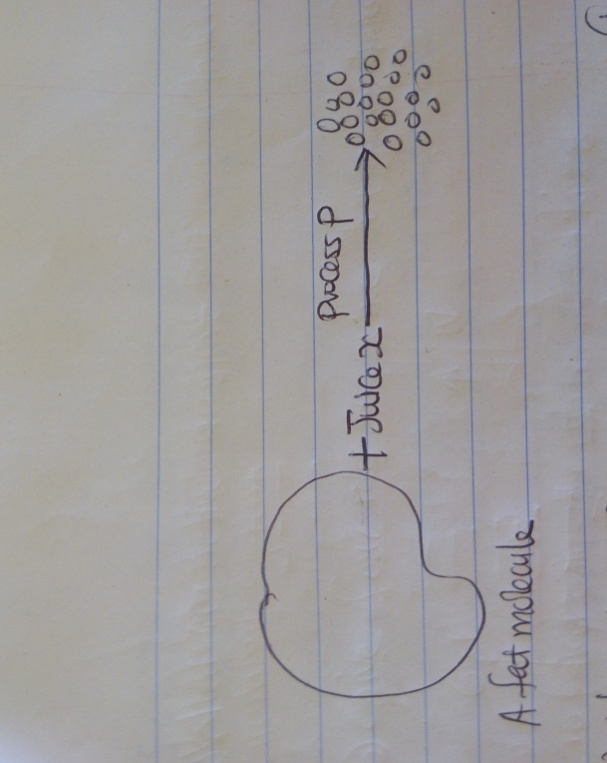 Process P
+ Juice x
A fat molecule